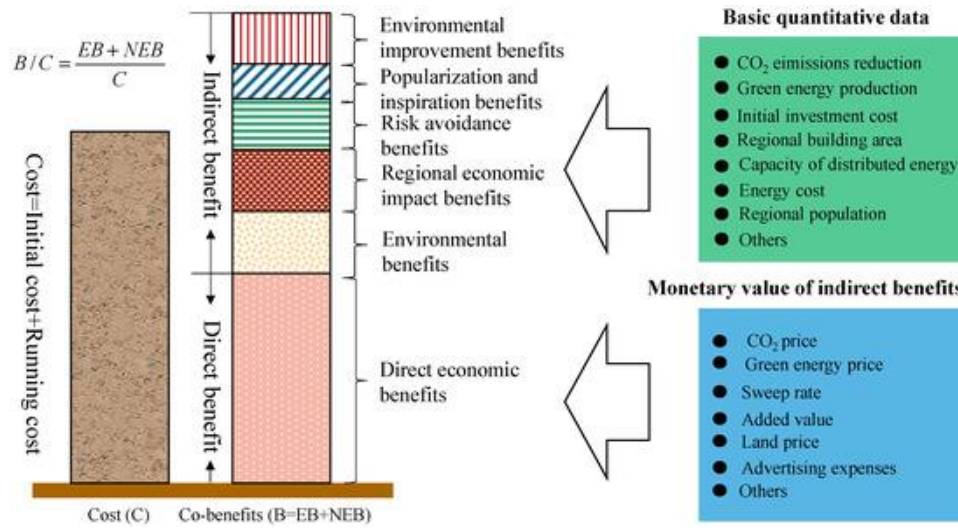 B / C = EB + NEB / C
Cost=Initial cost+Running cost
Indirect benefit
Direct benefit
Environmental
improvement benefits
Popularization and
inspiration benefits
Risk avoidance
benefits
Regional economic
impact benefits
Environmental
benefits
Direct economic
benefits
Cost (C)
Co-benefits (B=EB+NEB)
Basic quantitative data
● CO₂ eimissions reduction
● Green energy production
● Initial investment cost
● Regional building area
● Capacity of distributed energy
● Energy cost
● Regional population
● Others
Monetary value of indirect benefits
● CO₂ price
● Green energy price
● Sweep rate
● Added value
● Land price
● Advertising expenses
● Others